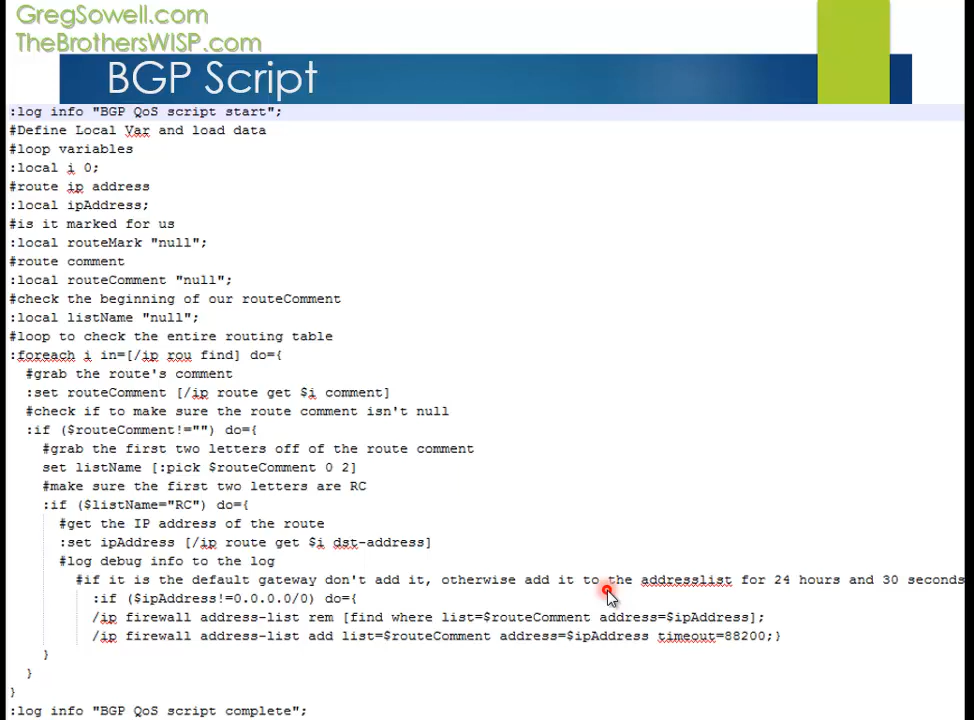 GregSowell.com
TheBrothersWISP.com
BGP Script
:log info "BGP QoS script start";
#Define Local Var and load data
#loop variables
:local i 0;
#route ip address
:local ipAddress;
#is it marked for us
:local routeMark "null";
#route comment
:local routeComment "null";
#check the beginning of our routeComment
:local listName "null";
#loop to check the entire routing table
:foreach i in=[/ip rou find] do={
#grab the route's comment
:set routeComment [/ip route get $i comment]
#check if to make sure the route comment isn't null
:if ($routeComment!="") do={
#grab the first two letters off of the route comment
set listName [:pick $routeComment 0 2]
#make sure the first two letters are RC
:if ($listName="RC") do={
#get the IP address of the route
:set ipAddress [/ip route get $i dst-address]
#log debug info to the log
#if it is the default gateway don't add it, otherwise add it to the addresslist for 24 hours and 30 seconds
:if ($ipAddress!=0.0.0.0/0) do={
/ip firewall address-list rem [find where list=$routeComment address=$ipAddress];
/ip firewall address-list add list=$routeComment address=$ipAddress timeout=88200;}
}
}
}
:log info "BGP QoS script complete";